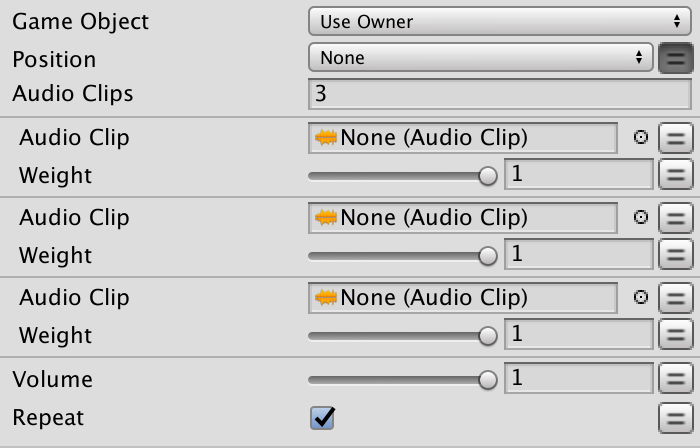 Game Object Use Owner
Position None
Audio Clips 3
Audio Clip None (Audio Clip)
Weight 1
Audio Clip None (Audio Clip)
Weight 1
Audio Clip None (Audio Clip)
Weight 1
Volume 1
Repeat